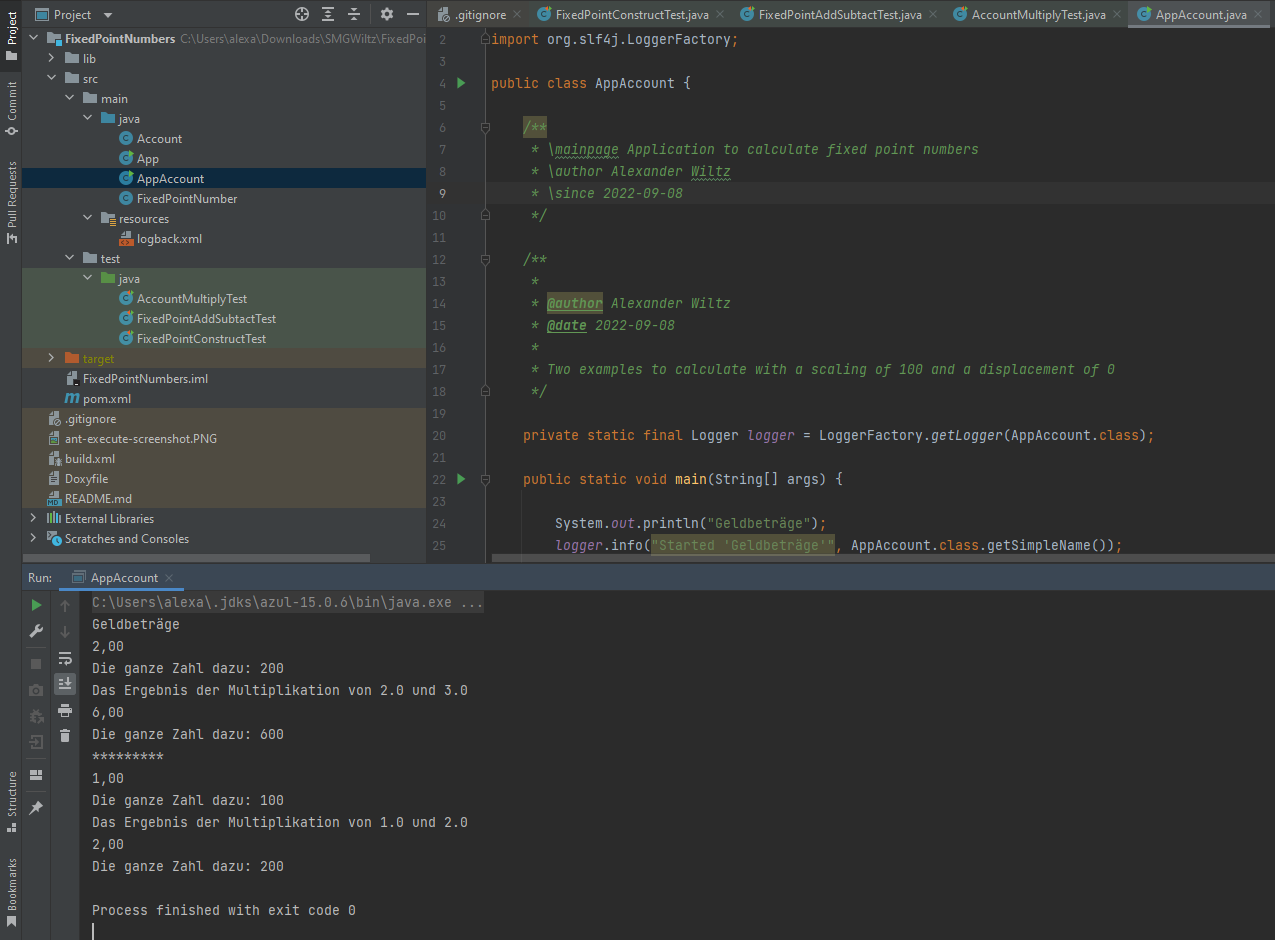 Project
Project
FixedPointNumbers C:\Users\alexa\Downloads\SMGWiltz\FixedPoi
lib
src
main
java
Account
App
AppAccount
FixedPointNumber
resources
logback.xml
test
java
AccountMultiplyTest
FixedPointAddSubtactTest
FixedPointConstructTest
target
FixedPointNumbers.iml
pom.xml
.gitignore
ant-execute-screenshot.PNG
build.xml
Doxyfile
README.md
External Libraries
Scratches and Consoles
Commit
Pull Requests
Structure
Bookmarks
.gitignore FixedPointConstructTest.java FixedPointAddSubtactTest.java AccountMultiplyTest.java AppAccount.java
2 import org.slf4j.LoggerFactory;
3
4 public class AppAccount {
5
6 /**
7 * \mainpage Application to calculate fixed point numbers
8 * \author Alexander Wiltz
9 * \since 2022-09-08
10 */
11
12 /**
13 *
14 * @author Alexander Wiltz
15 * @date 2022-09-08
16 *
17 * Two examples to calculate with a scaling of 100 and a displacement of 0
18 */
19
20 private static final Logger logger = LoggerFactory.getLogger(AppAccount.class);
21
22 public static void main(String[] args) {
23
24 System.out.println("Geldbeträge");
25 logger.info("Started 'Geldbeträge'", AppAccount.class.getSimpleName());
Run: AppAccount
C:\Users\alexa\.jdks\azul-15.0.6\bin\java.exe ...
Geldbeträge
2,00
Die ganze Zahl dazu: 200
Das Ergebnis der Multiplikation von 2.0 und 3.0
6,00
Die ganze Zahl dazu: 600
*********
1,00
Die ganze Zahl dazu: 100
Das Ergebnis der Multiplikation von 1.0 und 2.0
2,00
Die ganze Zahl dazu: 200
Process finished with exit code 0